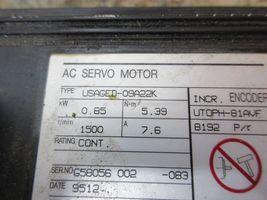 AC SERVO MOTOR
TYPE USAGED-09A22K
kW 0.85 N·m 5.39
r/min 1500 A 7.6
RATING CONT.
SER NO. G58056 002 -083
DATE 9512-
INCR. ENCODER
UTOPH-81AVF
8192 P/r